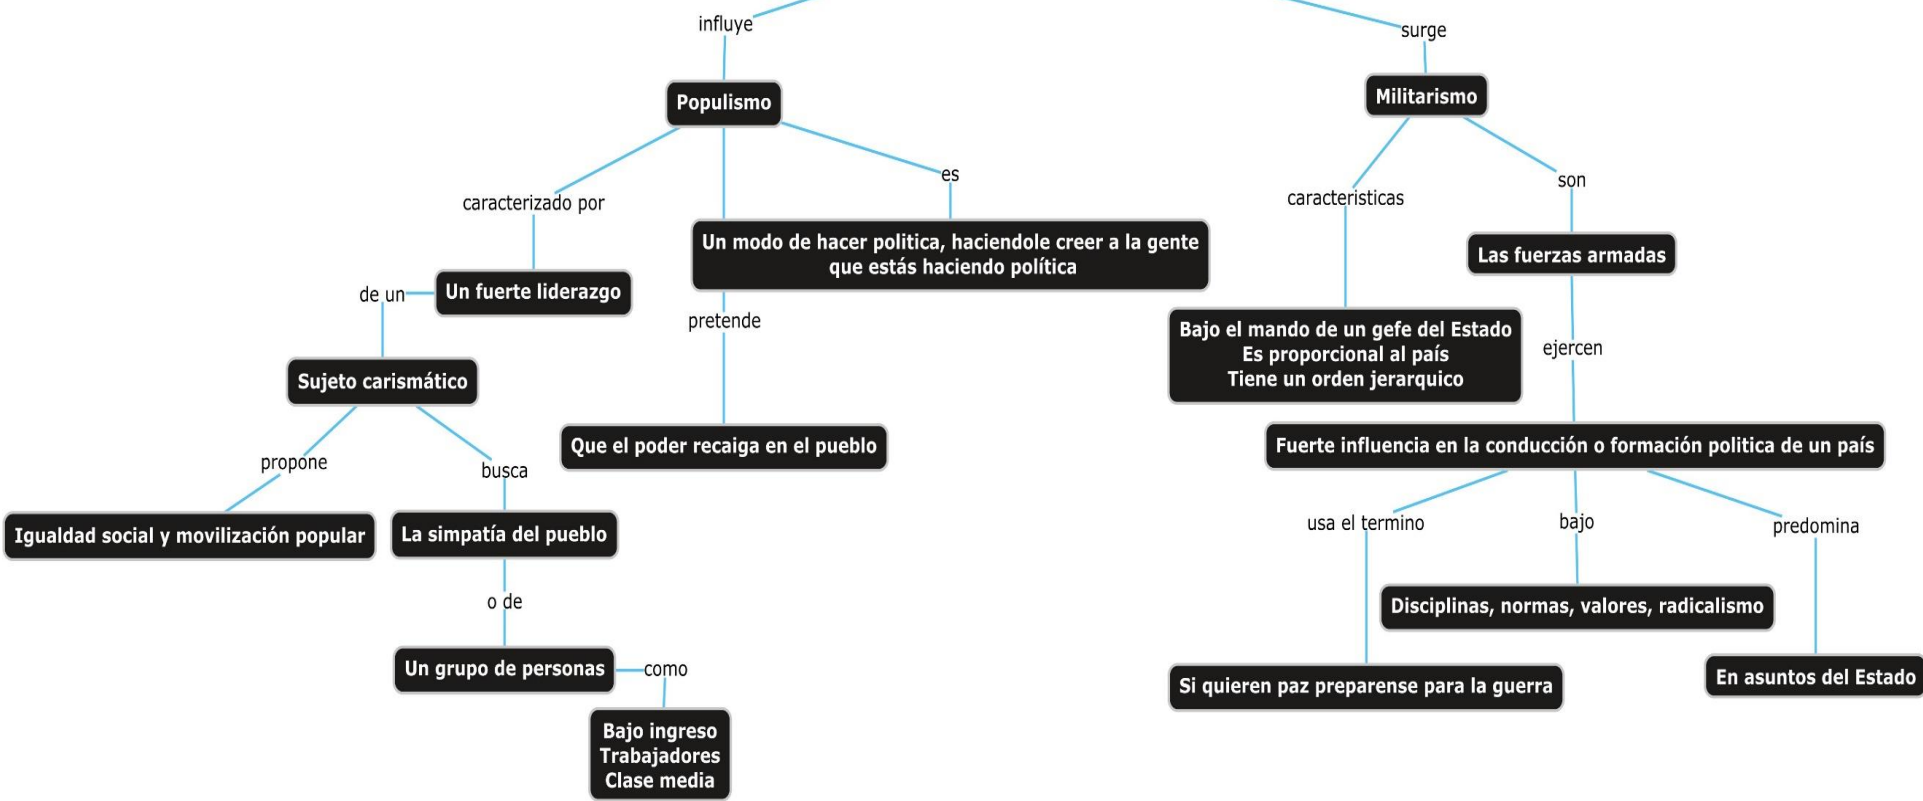 influye
surge
Populismo
Militarismo
es
son
caracterizado por
caracteristicas
Un modo de hacer politica, haciendole creer a la gente
que estás haciendo política
Las fuerzas armadas
Un fuerte liderazgo
de un
pretende
Bajo el mando de un gefe del Estado
Es proporcional al país
Tiene un orden jerarquico
ejercen
Sujeto carismático
Que el poder recaiga en el pueblo
Fuerte influencia en la conducción o formación politica de un país
propone
busca
usa el termino
bajo
predomina
Igualdad social y movilización popular
La simpatía del pueblo
o de
Disciplinas, normas, valores, radicalismo
Un grupo de personas
como
Si quieren paz preparense para la guerra
En asuntos del Estado
Bajo ingreso
Trabajadores
Clase media